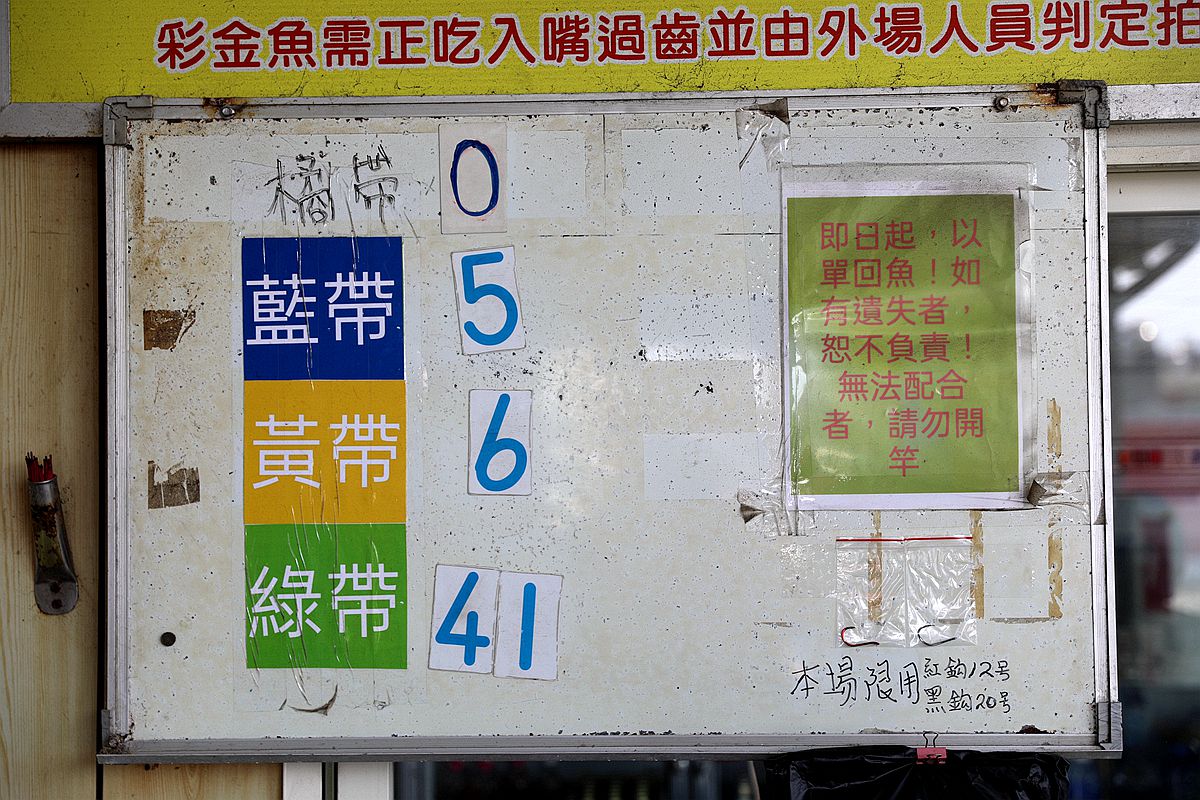 彩金魚需正吃入嘴過齒並由外場人員判定拍
橘帶 0
藍帶 5
黃帶 6
綠帶 41
即日起，以
單回魚！如
有遺失者，
恕不負責！
無法配合
者，請勿開
竿
本場限用
紅鈎12号
黑鈎20号